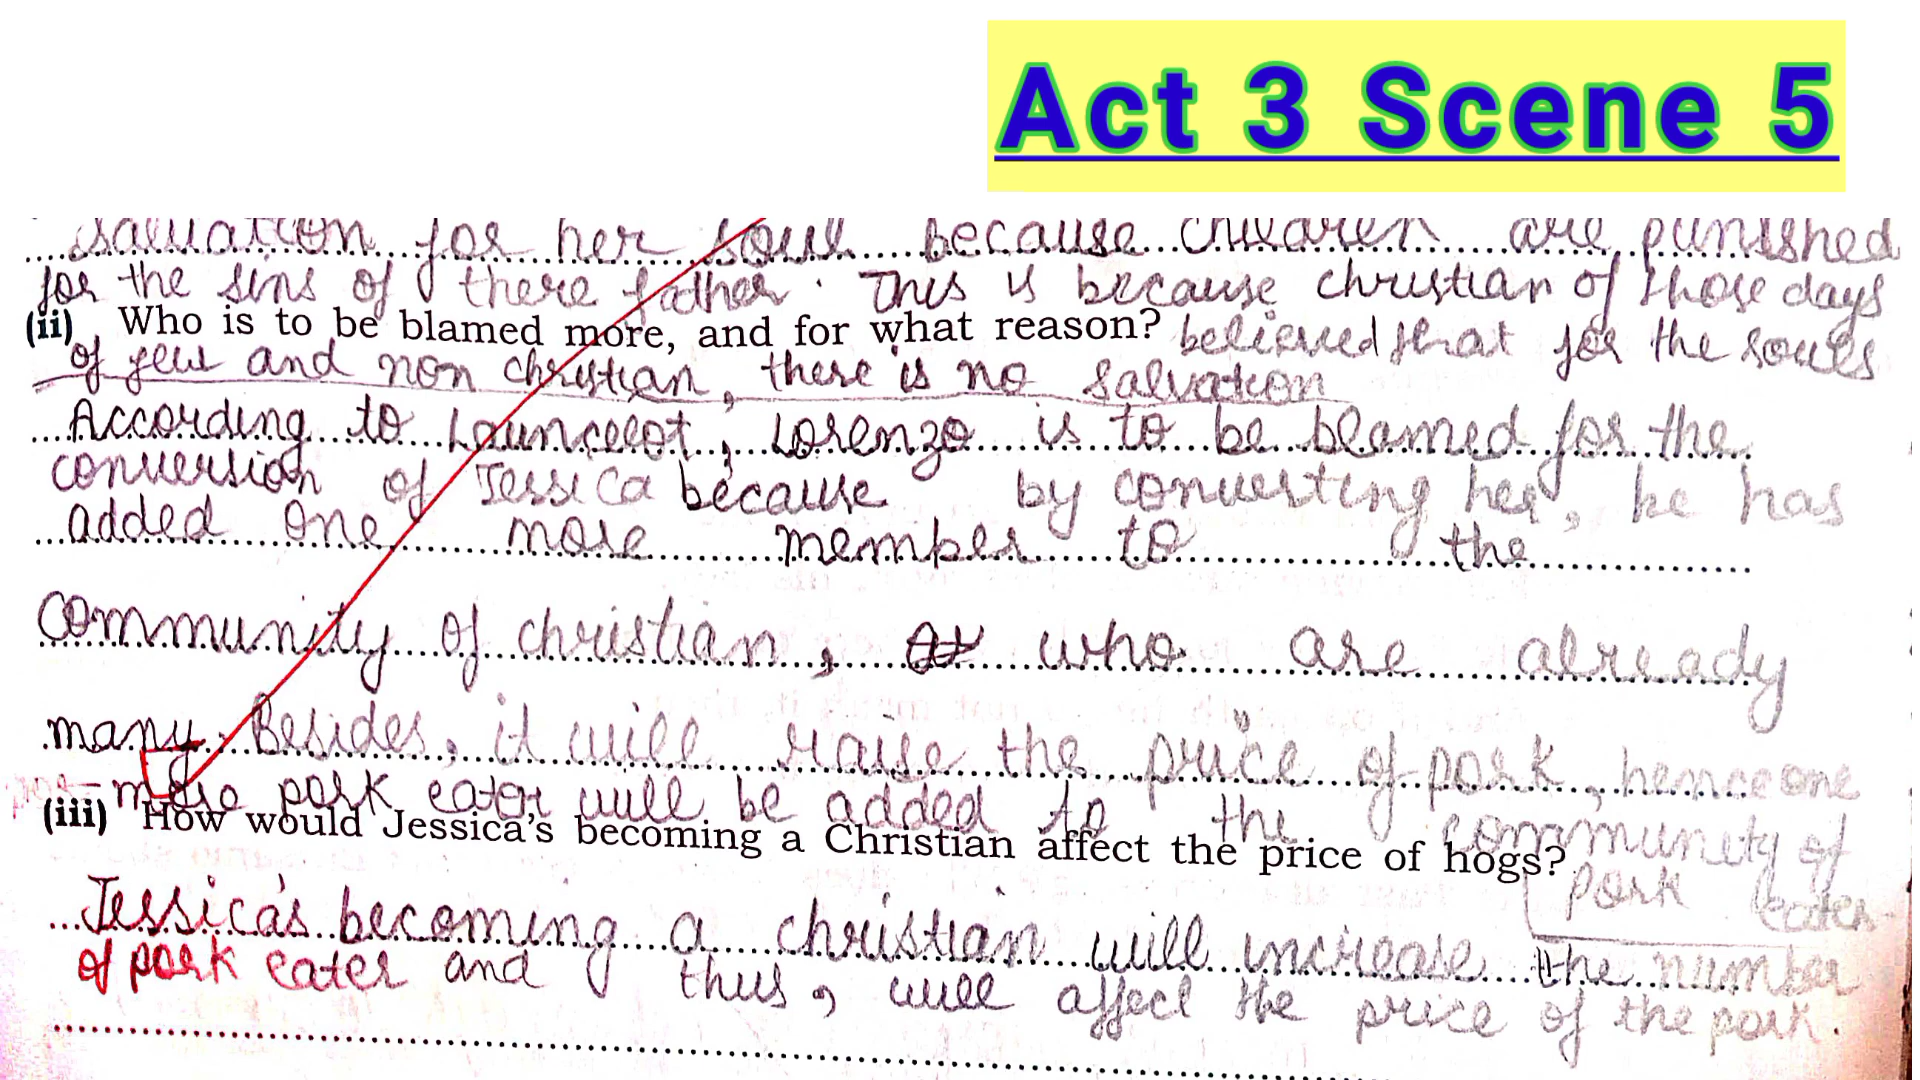 Act 3 Scene 5
salvation for her soul because children are punished
for the sins of there father. This is because christian of those days
(ii) Who is to be blamed more, and for what reason? believed that for the souls
of jew and non christian, there is no salvation
According to Launcelot, Lorenzo is to be blamed for the
conversion of Jessica because by converting her, he has
added one more member to the
community of christian, who are already
many. Besides, it will raise the price of pork, hence one
more pork eater will be added to the community of
(iii) How would Jessica's becoming a Christian affect the price of hogs?
pork eater
Jessica's becoming a christian will increase the number
of pork eater and thus, will affect the price of the pork.